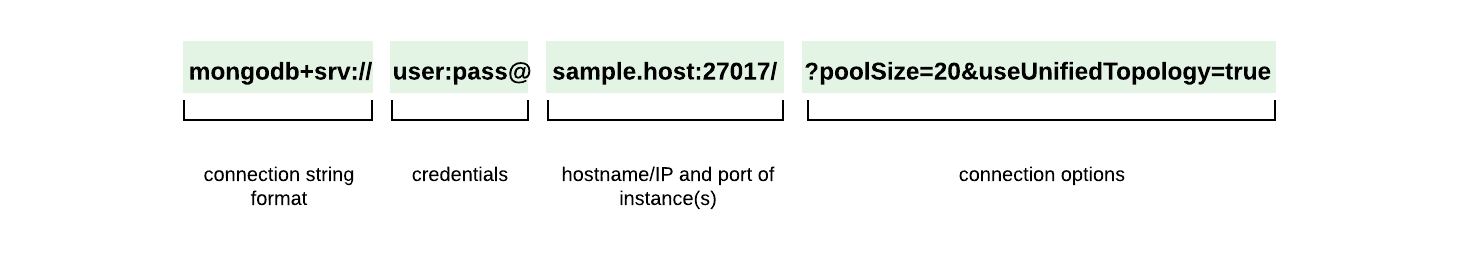 mongodb+srv:// user:pass@ sample.host:27017/ ?poolSize=20&useUnifiedTopology=true
connection string
format
credentials
hostname/IP and port of
instance(s)
connection options